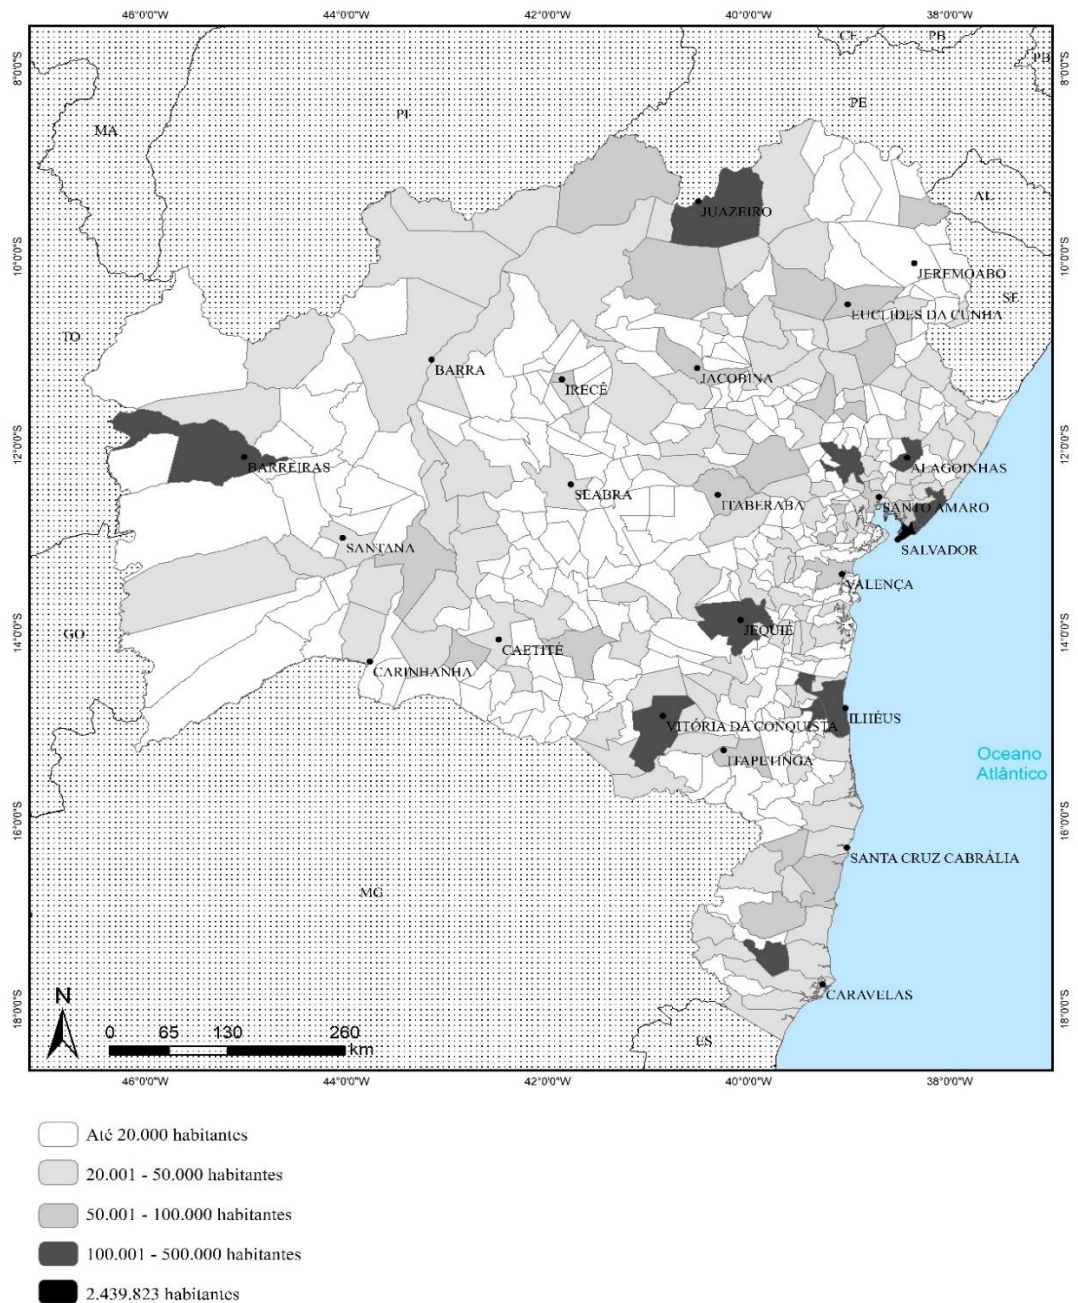 46°0'0"W 44°0'0"W 42°0'0"W 40°0'0"W 38°0'0"W
8°0'0"S
8°0'0"S
CE
PB
PB
PI
PE
MA
AL
JUAZEIRO
10°0'0"S
10°0'0"S
JEREMOABO
SE
EUCLIDES DA CUNHA
TO
BARRA
JACOBINA
IRECÊ
12°0'0"S
12°0'0"S
BARREIRAS
ALAGOINHAS
SEABRA
ITABERABA
SANTO AMARO
SANTANA
SALVADOR
VALENÇA
14°0'0"S
14°0'0"S
GO
JEQUIÉ
CAETITÉ
CARINHANHA
ILHÉUS
VITÓRIA DA CONQUISTA
ITAPETINGA
Oceano
Atlântico
16°0'0"S
16°0'0"S
SANTA CRUZ CABRÁLIA
MG
CARAVELAS
18°0'0"S
18°0'0"S
N
0 65 130 260
km
ES
46°0'0"W 44°0'0"W 42°0'0"W 40°0'0"W 38°0'0"W
Até 20.000 habitantes
20.001 - 50.000 habitantes
50.001 - 100.000 habitantes
100.001 - 500.000 habitantes
2.439.823 habitantes